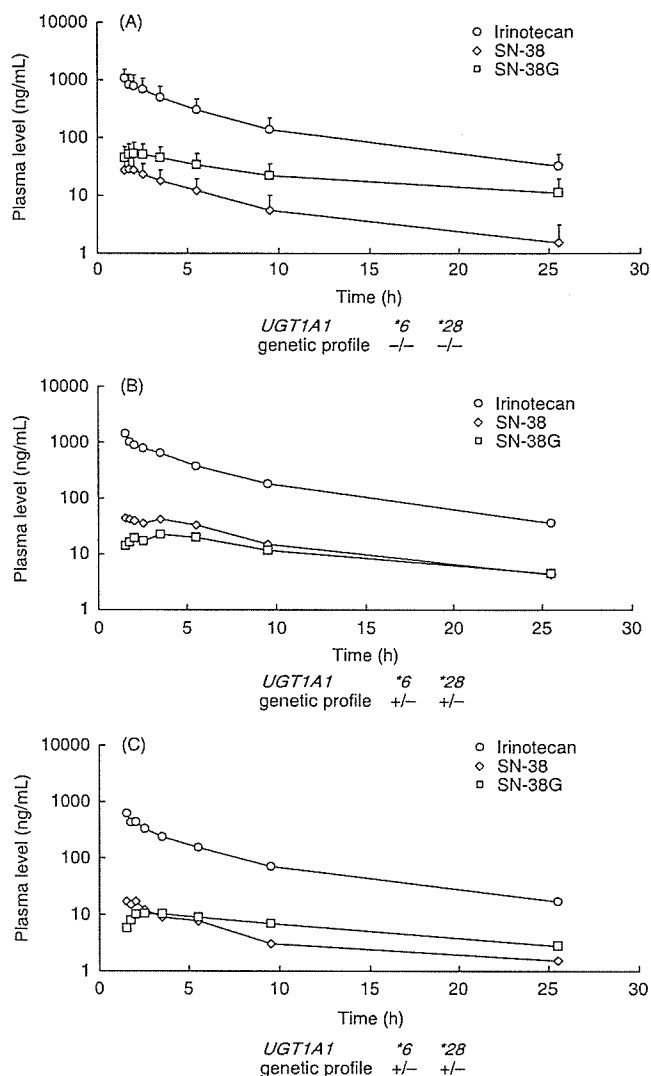 (A)
Irinotecan
SN-38
SN-38G
Plasma level (ng/mL)
10000
1000
100
10
1
0 5 10 15 20 25 30
Time (h)
UGT1A1 *6 *28
genetic profile –/– –/–
(B)
Irinotecan
SN-38
SN-38G
Plasma level (ng/mL)
10000
1000
100
10
1
0 5 10 15 20 25 30
Time (h)
UGT1A1 *6 *28
genetic profile +/– +/–
(C)
Irinotecan
SN-38
SN-38G
Plasma level (ng/mL)
10000
1000
100
10
1
0 5 10 15 20 25 30
Time (h)
UGT1A1 *6 *28
genetic profile +/– +/–